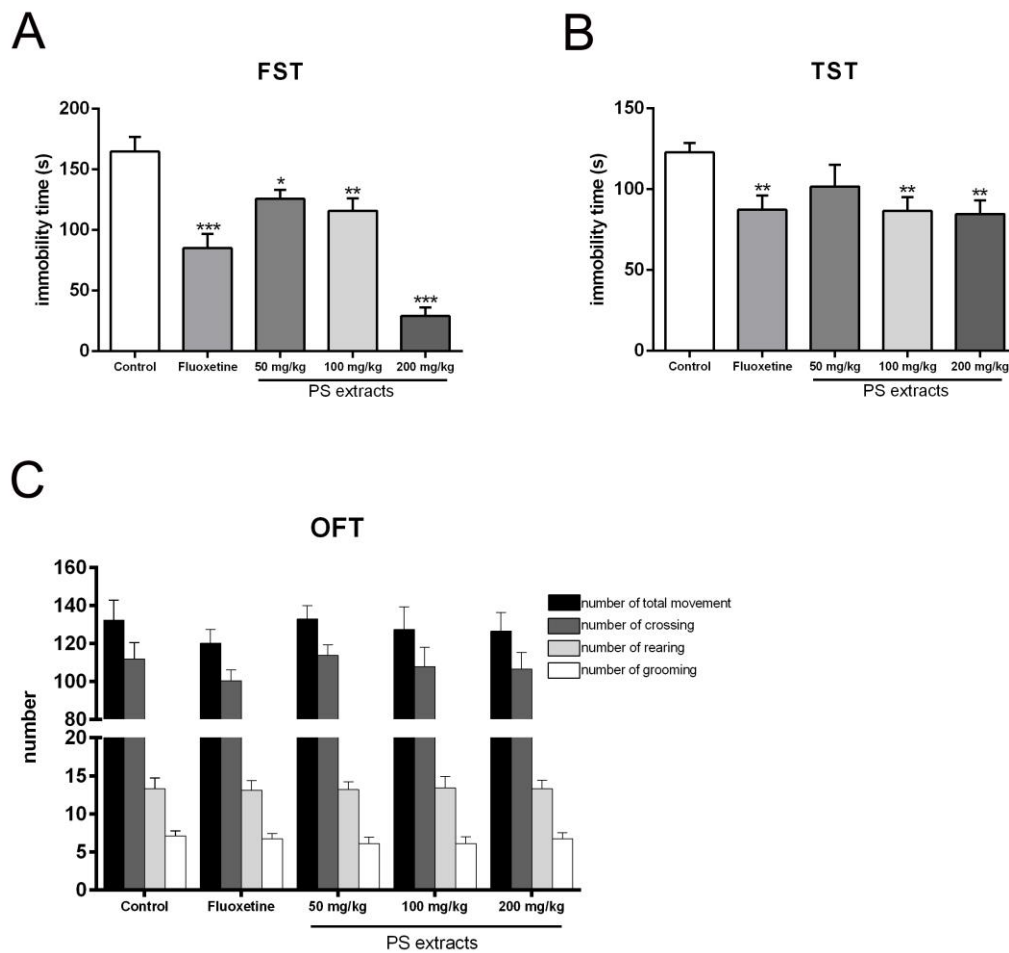 A
FST
immobility time (s)
200
150
100
50
0
***
*
**
***
Control
Fluoxetine
50 mg/kg
100 mg/kg
200 mg/kg
PS extracts
B
TST
immobility time (s)
150
100
50
0
**
**
**
Control
Fluoxetine
50 mg/kg
100 mg/kg
200 mg/kg
PS extracts
C
OFT
number
160
140
120
100
80
20
15
10
5
0
number of total movement
number of crossing
number of rearing
number of grooming
Control
Fluoxetine
50 mg/kg
100 mg/kg
200 mg/kg
PS extracts